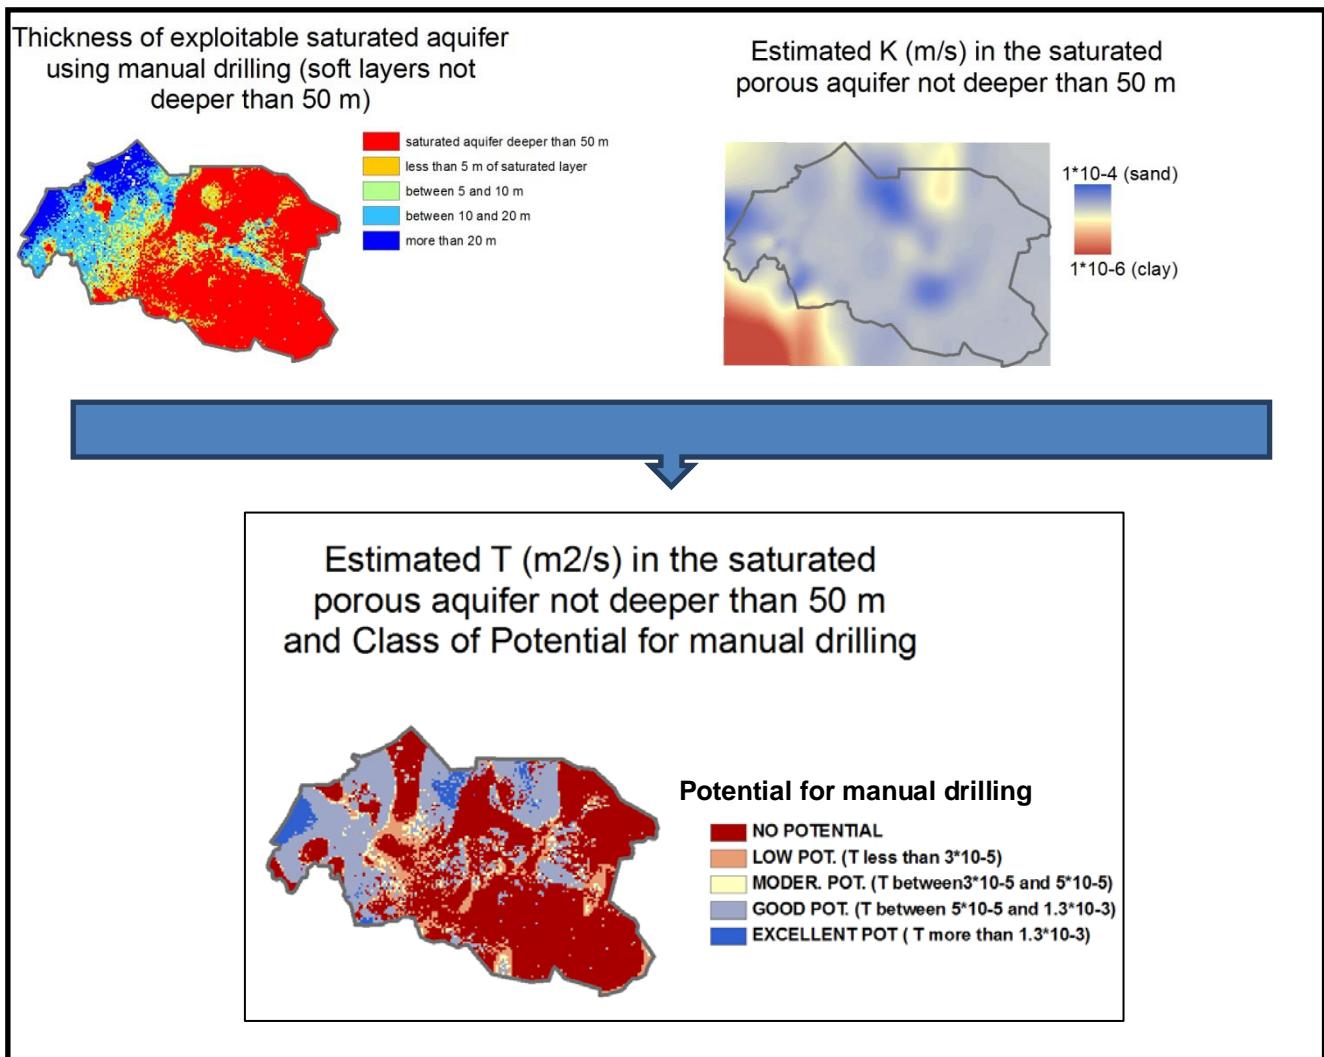 Thickness of exploitable saturated aquifer
using manual drilling (soft layers not
deeper than 50 m)
saturated aquifer deeper than 50 m
less than 5 m of saturated layer
between 5 and 10 m
between 10 and 20 m
more than 20 m
Estimated K (m/s) in the saturated
porous aquifer not deeper than 50 m
1*10-4 (sand)
1*10-6 (clay)
Estimated T (m2/s) in the saturated
porous aquifer not deeper than 50 m
and Class of Potential for manual drilling
Potential for manual drilling
NO POTENTIAL
LOW POT. (T less than 3*10-5)
MODER. POT. (T between3*10-5 and 5*10-5)
GOOD POT. (T between 5*10-5 and 1.3*10-3)
EXCELLENT POT ( T more than 1.3*10-3)